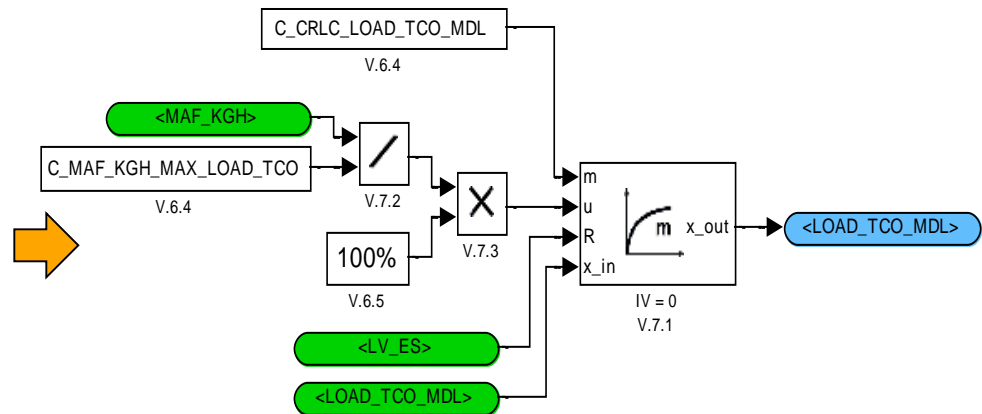 C_CRLC_LOAD_TCO_MDL
V.6.4
<MAF_KGH>
C_MAF_KGH_MAX_LOAD_TCO
V.6.4
V.7.2
100%
V.6.5
V.7.3
m
u
R
x_in
m
x_out
IV = 0
V.7.1
<LOAD_TCO_MDL>
<LV_ES>
<LOAD_TCO_MDL>